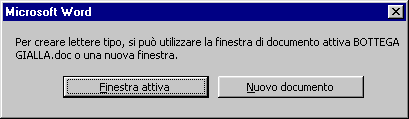 Microsoft Word
Per creare lettere tipo, si può utilizzare la finestra di documento attiva BOTTEGA
GIALLA.doc o una nuova finestra.
Finestra attiva
Nuovo documento